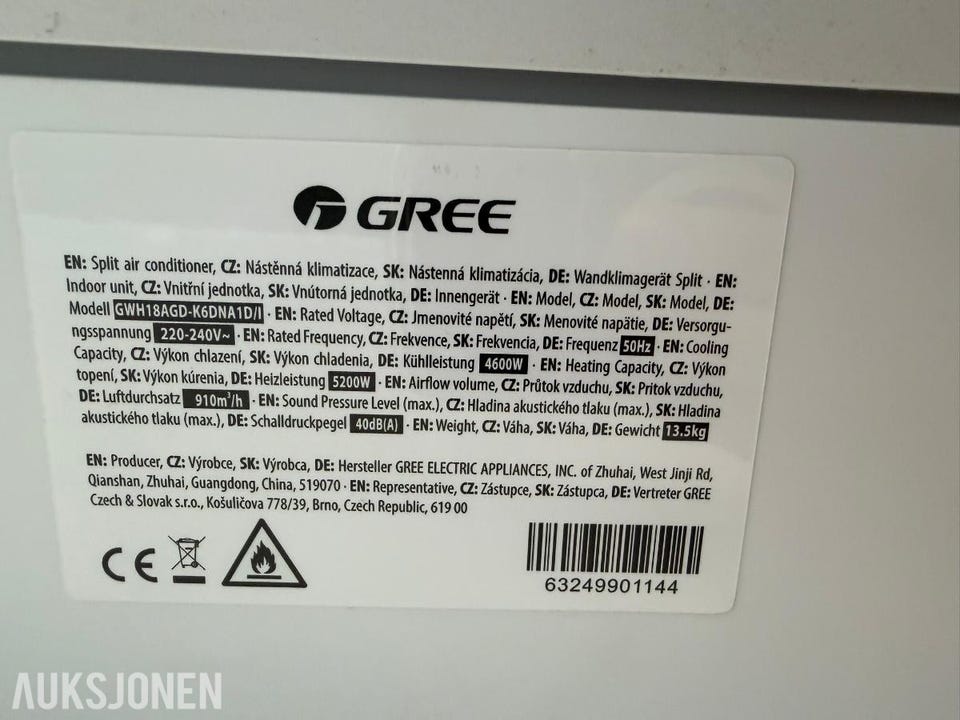 GREE
EN: Split air conditioner, CZ: Nástěnná klimatizace, SK: Nástenná klimatizácia, DE: Wandklimagerät Split · EN:
Indoor unit, CZ: Vnitřní jednotka, SK: Vnútorná jednotka, DE: Innengerät · EN: Model, CZ: Model, SK: Model, DE:
Modell GWH18AGD-K6DNA1D/I · EN: Rated Voltage, CZ: Jmenovité napětí, SK: Menovité napätie, DE: Versorgu-
ngsspannung 220-240V~ · EN: Rated Frequency, CZ: Frekvence, SK: Frekvencia, DE: Frequenz 50Hz · EN: Cooling
Capacity, CZ: Výkon chlazení, SK: Výkon chladenia, DE: Kühlleistung 4600W · EN: Heating Capacity, CZ: Výkon
topení, SK: Výkon kúrenia, DE: Heizleistung 5200W · EN: Airflow volume, CZ: Průtok vzduchu, SK: Prítok vzduchu,
DE: Luftdurchsatz 910m³/h · EN: Sound Pressure Level (max.), CZ: Hladina akustického tlaku (max.), SK: Hladina
akustického tlaku (max.), DE: Schalldruckpegel 40dB(A) · EN: Weight, CZ: Váha, SK: Váha, DE: Gewicht 13.5kg
EN: Producer, CZ: Výrobce, SK: Výrobca, DE: Hersteller GREE ELECTRIC APPLIANCES, INC. of Zhuhai, West Jinji Rd,
Qianshan, Zhuhai, Guangdong, China, 519070 · EN: Representative, CZ: Zástupce, SK: Zástupca, DE: Vertreter GREE
Czech & Slovak s.r.o., Košuličova 778/39, Brno, Czech Republic, 619 00
CE
63249901144
AUKSJONEN